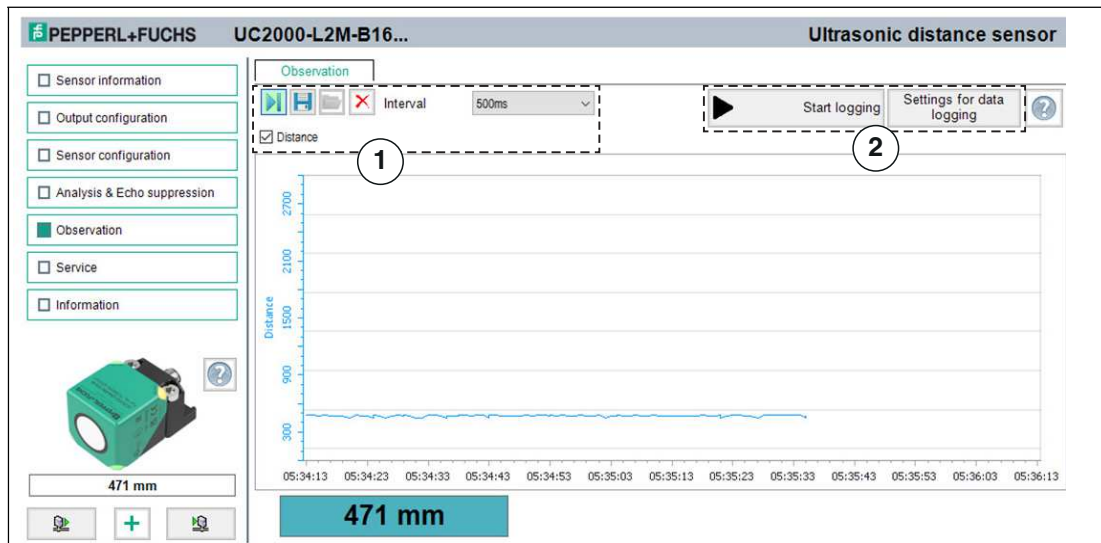 PEPPERL+FUCHS UC2000-L2M-B16... Ultrasonic distance sensor
Sensor information
Output configuration
Sensor configuration
Analysis & Echo suppression
Observation
Service
Information
471 mm
Observation
Interval 500ms
Distance
1
Start logging
Settings for data
logging
2
Distance
2700
2100
1500
900
300
05:34:13 05:34:23 05:34:33 05:34:43 05:34:53 05:35:03 05:35:13 05:35:23 05:35:33 05:35:43 05:35:53 05:36:03 05:36:13
471 mm